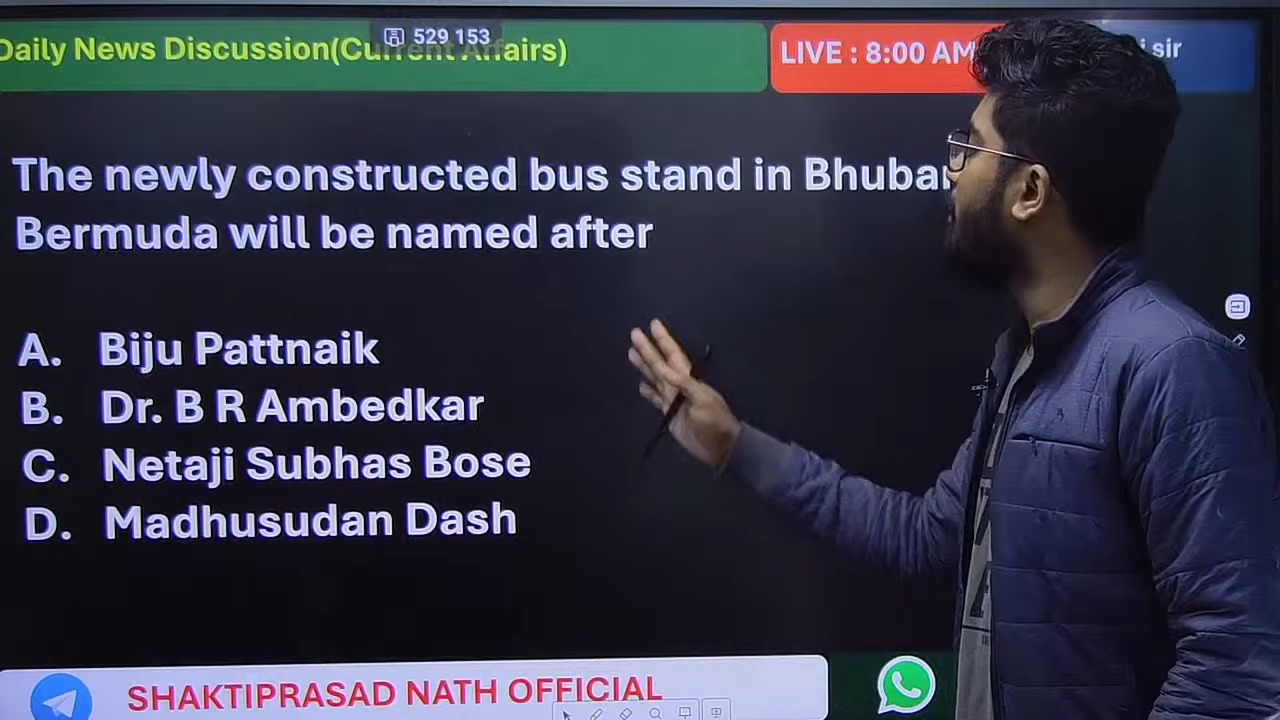 529 153
Daily News Discussion(Current Affairs)
LIVE : 8:00 AM
sir
The newly constructed bus stand in Bhuban
Bermuda will be named after
A. Biju Pattnaik
B. Dr. B R Ambedkar
C. Netaji Subhas Bose
D. Madhusudan Dash
SHAKTIPRASAD NATH OFFICIAL